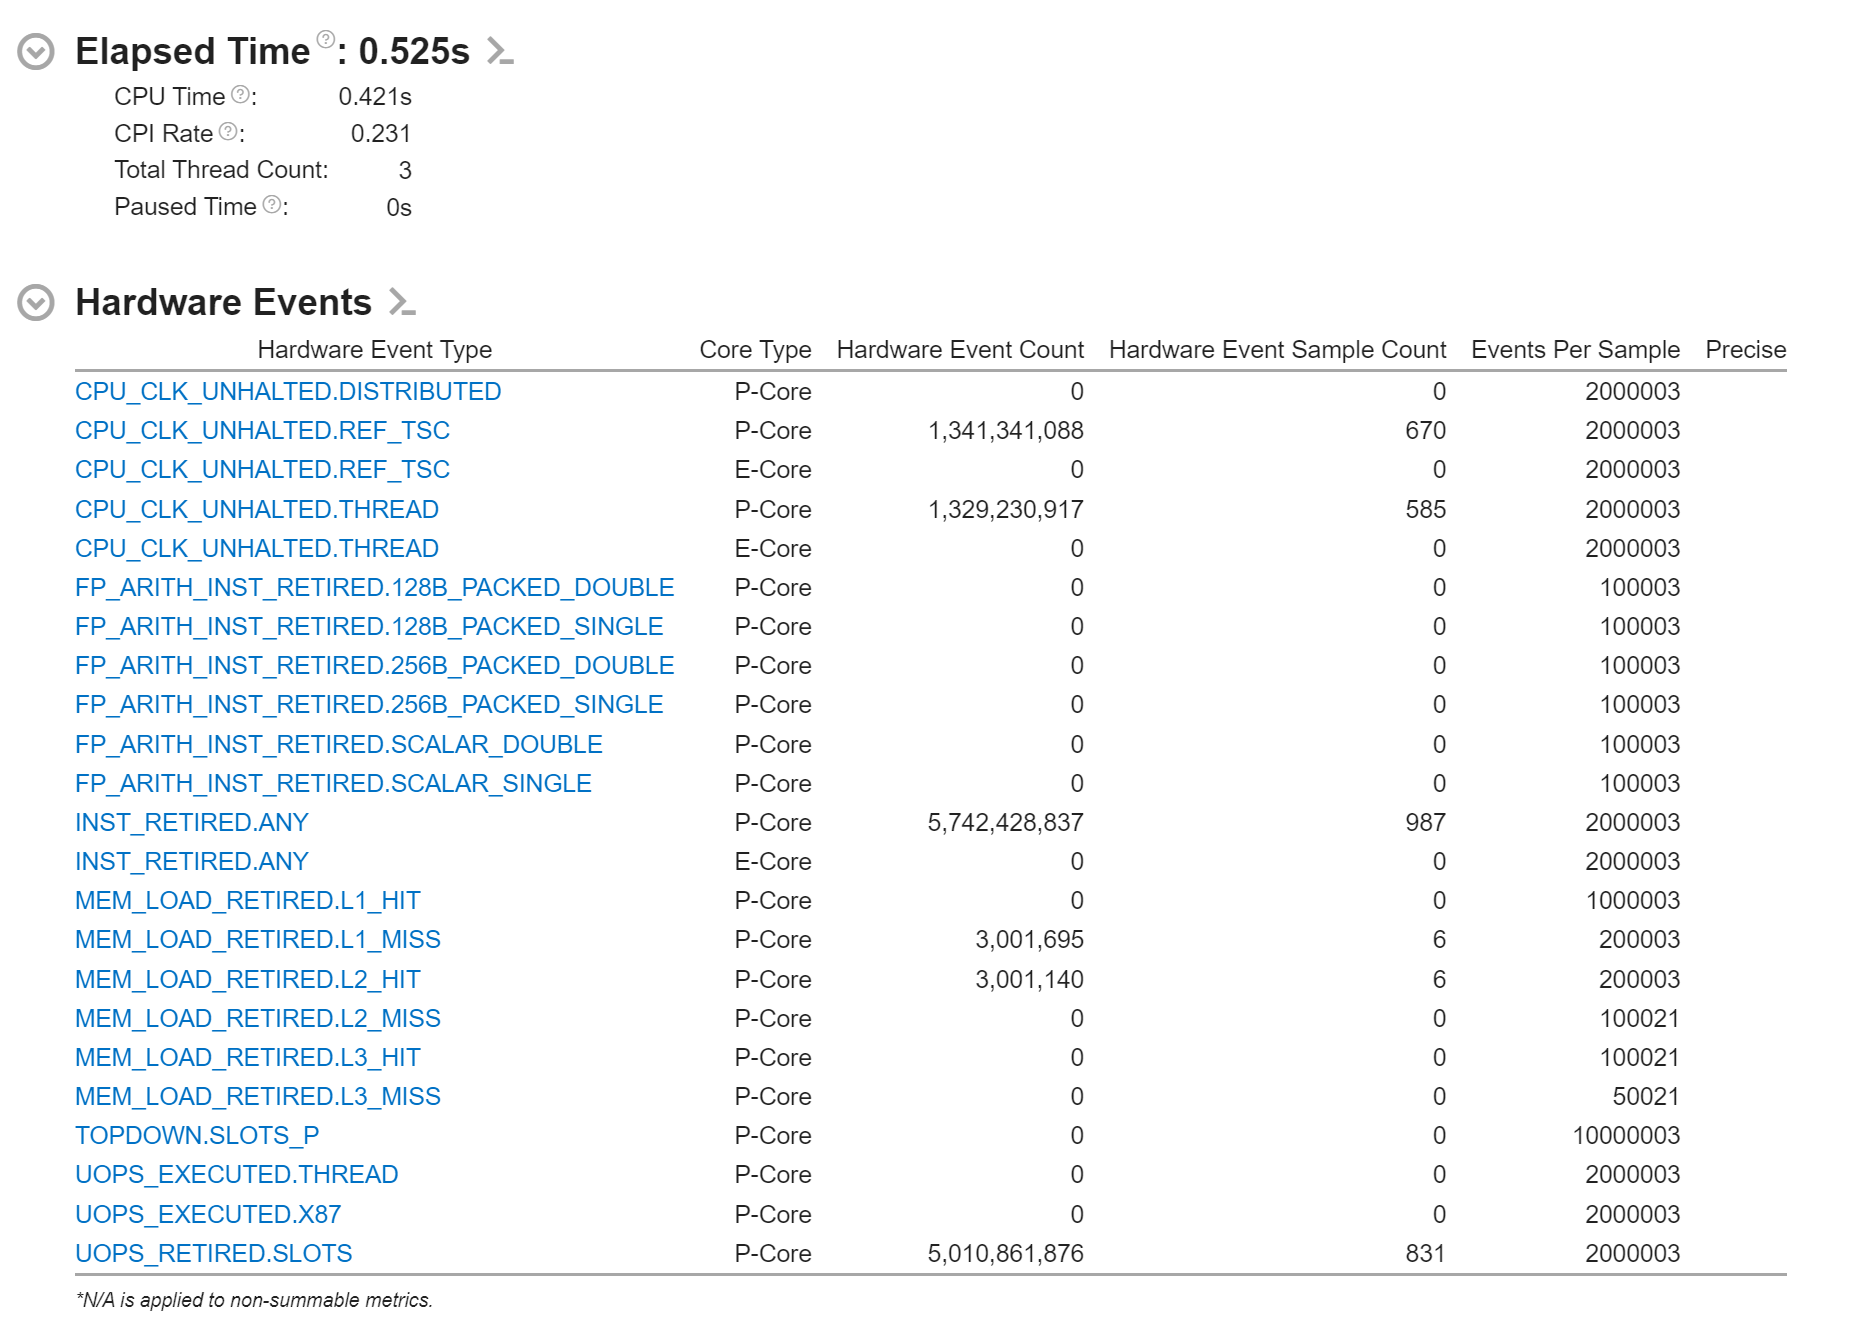 Elapsed Time ?: 0.525s
CPU Time ?: 0.421s
CPI Rate ?: 0.231
Total Thread Count: 3
Paused Time ?: 0s
Hardware Events
Hardware Event Type Core Type Hardware Event Count Hardware Event Sample Count Events Per Sample Precise
CPU_CLK_UNHALTED.DISTRIBUTED P-Core 0 0 2000003
CPU_CLK_UNHALTED.REF_TSC P-Core 1,341,341,088 670 2000003
CPU_CLK_UNHALTED.REF_TSC E-Core 0 0 2000003
CPU_CLK_UNHALTED.THREAD P-Core 1,329,230,917 585 2000003
CPU_CLK_UNHALTED.THREAD E-Core 0 0 2000003
FP_ARITH_INST_RETIRED.128B_PACKED_DOUBLE P-Core 0 0 100003
FP_ARITH_INST_RETIRED.128B_PACKED_SINGLE P-Core 0 0 100003
FP_ARITH_INST_RETIRED.256B_PACKED_DOUBLE P-Core 0 0 100003
FP_ARITH_INST_RETIRED.256B_PACKED_SINGLE P-Core 0 0 100003
FP_ARITH_INST_RETIRED.SCALAR_DOUBLE P-Core 0 0 100003
FP_ARITH_INST_RETIRED.SCALAR_SINGLE P-Core 0 0 100003
INST_RETIRED.ANY P-Core 5,742,428,837 987 2000003
INST_RETIRED.ANY E-Core 0 0 2000003
MEM_LOAD_RETIRED.L1_HIT P-Core 0 0 1000003
MEM_LOAD_RETIRED.L1_MISS P-Core 3,001,695 6 200003
MEM_LOAD_RETIRED.L2_HIT P-Core 3,001,140 6 200003
MEM_LOAD_RETIRED.L2_MISS P-Core 0 0 100021
MEM_LOAD_RETIRED.L3_HIT P-Core 0 0 100021
MEM_LOAD_RETIRED.L3_MISS P-Core 0 0 50021
TOPDOWN.SLOTS_P P-Core 0 0 10000003
UOPS_EXECUTED.THREAD P-Core 0 0 2000003
UOPS_EXECUTED.X87 P-Core 0 0 2000003
UOPS_RETIRED.SLOTS P-Core 5,010,861,876 831 2000003
*N/A is applied to non-summable metrics.